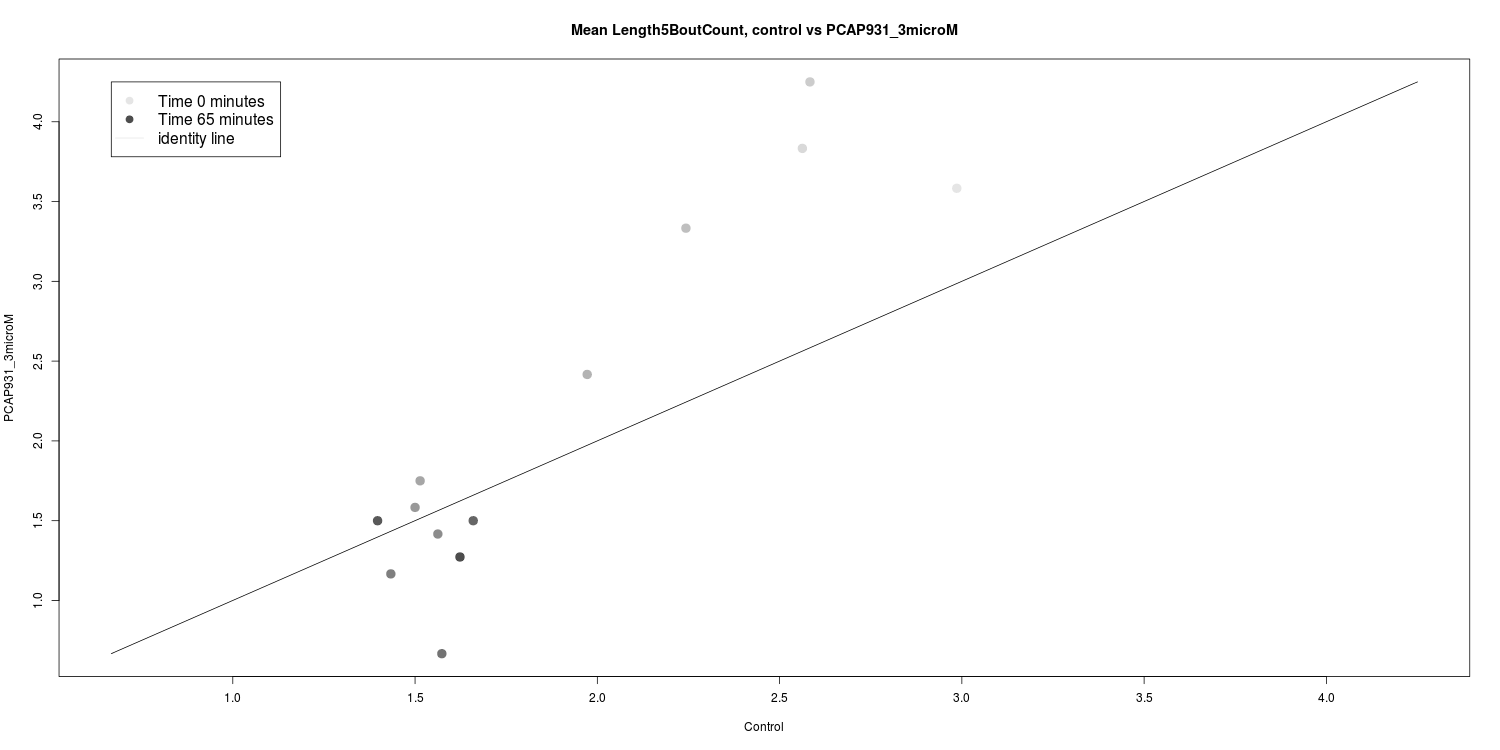 Mean Length5BoutCount, control vs PCAP931_3microM
Time 0 minutes
Time 65 minutes
identity line
PCAP931_3microM
4.0
3.5
3.0
2.5
2.0
1.5
1.0
1.0 1.5 2.0 2.5 3.0 3.5 4.0
Control